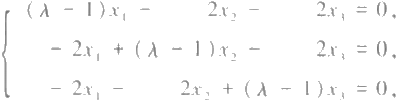 (λ − 1)x₁ − 2x₂ − 2x₃ = 0,
− 2x₁ + (λ − 1)x₂ − 2x₃ = 0,
− 2x₁ − 2x₂ + (λ − 1)x₃ = 0,